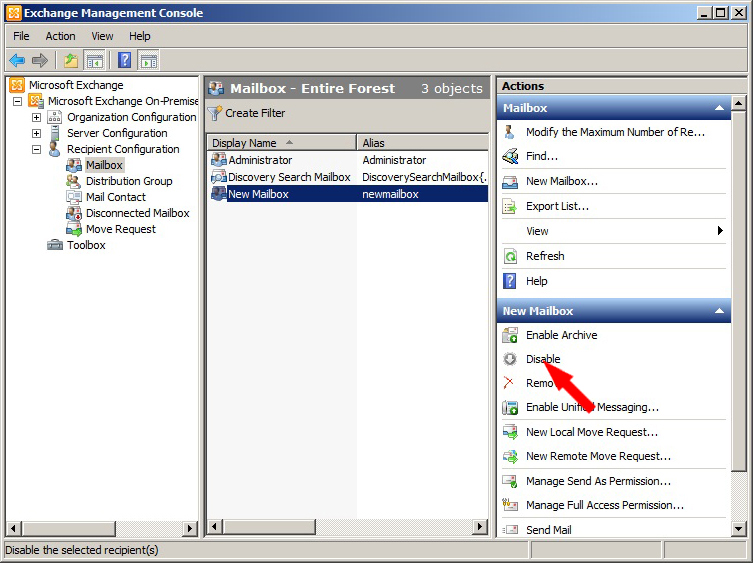 Exchange Management Console
File Action View Help
Microsoft Exchange
Microsoft Exchange On-Premise
Organization Configuration
Server Configuration
Recipient Configuration
Mailbox
Distribution Group
Mail Contact
Disconnected Mailbox
Move Request
Toolbox
Mailbox - Entire Forest 3 objects
Create Filter
Display Name Alias
Administrator Administrator
Discovery Search Mailbox DiscoverySearchMailbox{.
New Mailbox newmailbox
Actions
Mailbox
Modify the Maximum Number of Re...
Find...
New Mailbox...
Export List...
View
Refresh
Help
New Mailbox
Enable Archive
Disable
Remo
Enable Unified Messaging...
New Local Move Request...
New Remote Move Request...
Manage Send As Permission...
Manage Full Access Permission...
Send Mail
Disable the selected recipient(s)